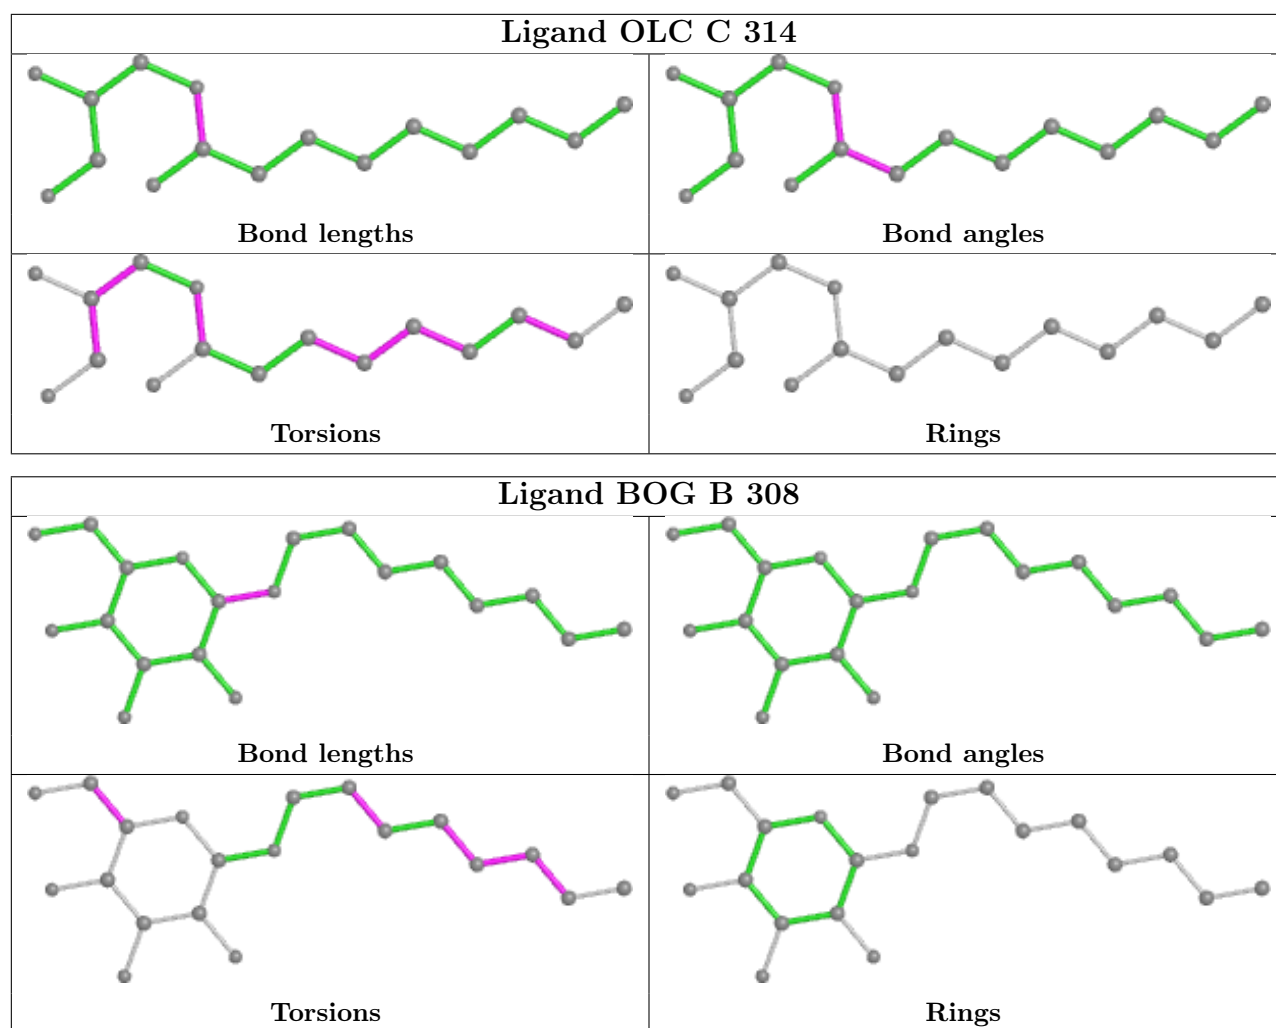 Ligand OLC C 314
Bond lengths
Bond angles
Torsions
Rings
Ligand BOG B 308
Bond lengths
Bond angles
Torsions
Rings